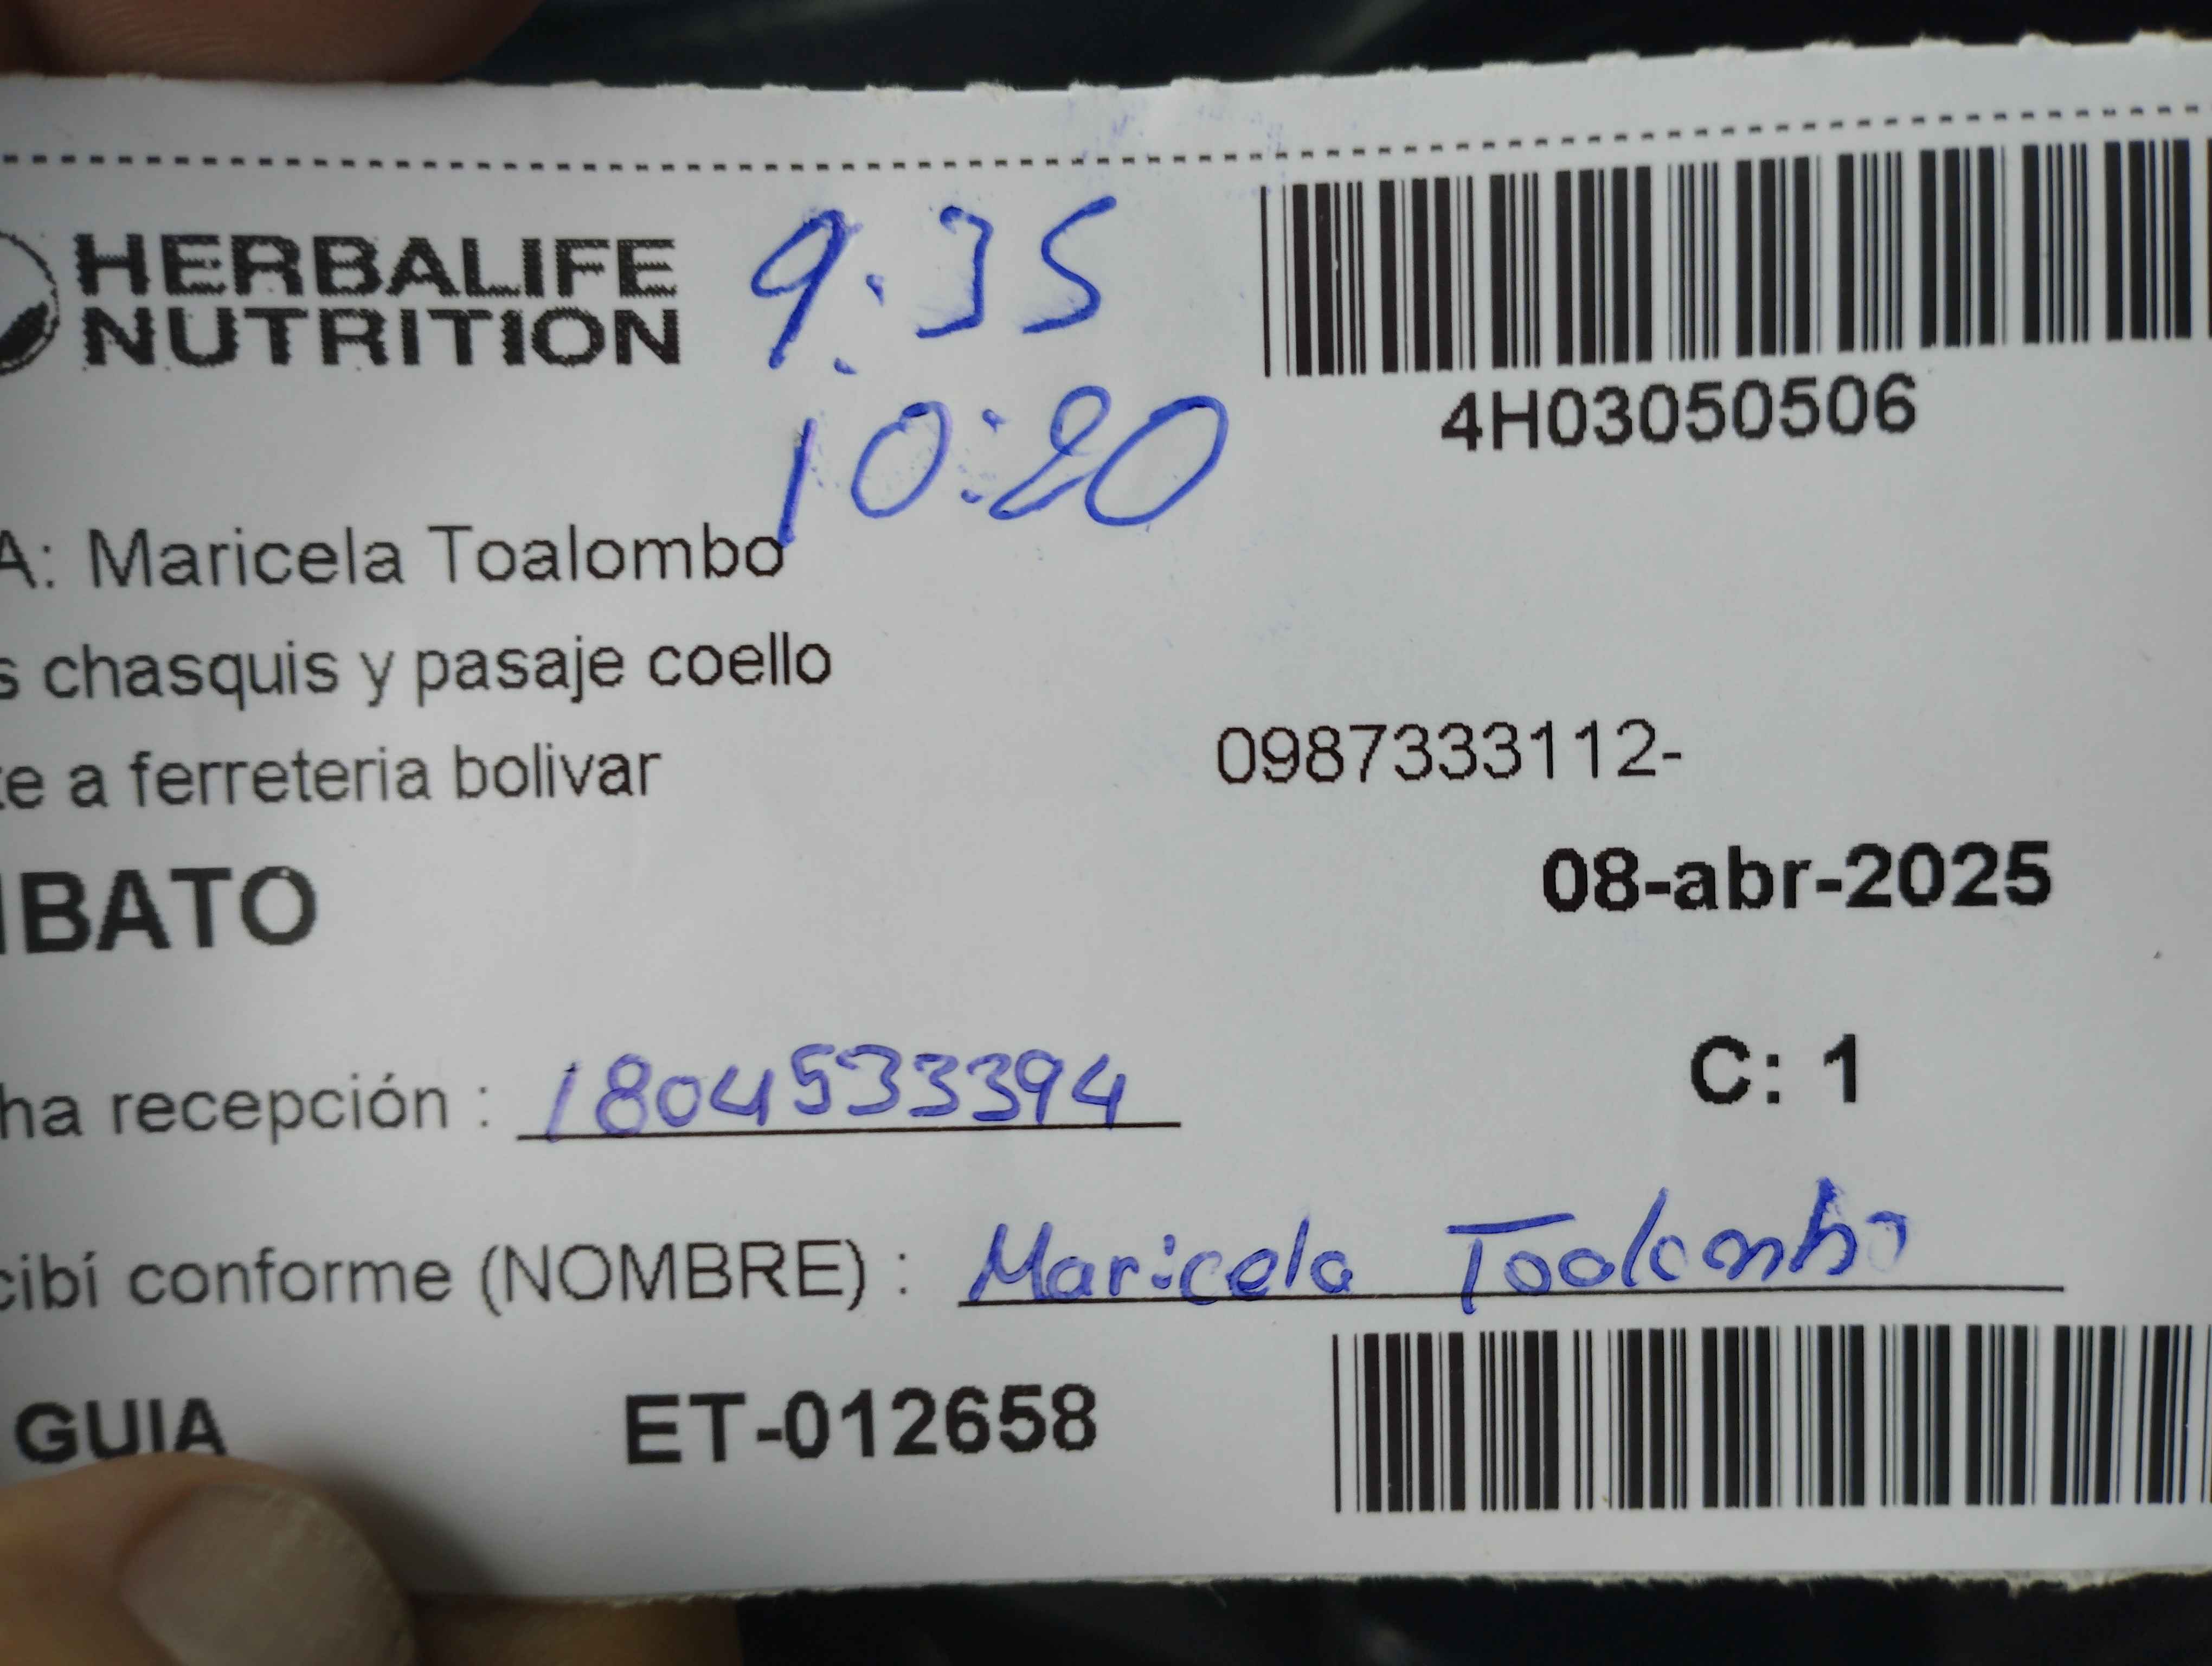 HERBALIFE
NUTRITION
9:35
10:20
4H03050506
A: Maricela Toalombo
s chasquis y pasaje coello
te a ferreteria bolivar
0987333112-
MBATO
08-abr-2025
C: 1
ha recepción : 1804533394
cibí conforme (NOMBRE) : Maricela Toalombo
GUIA ET-012658